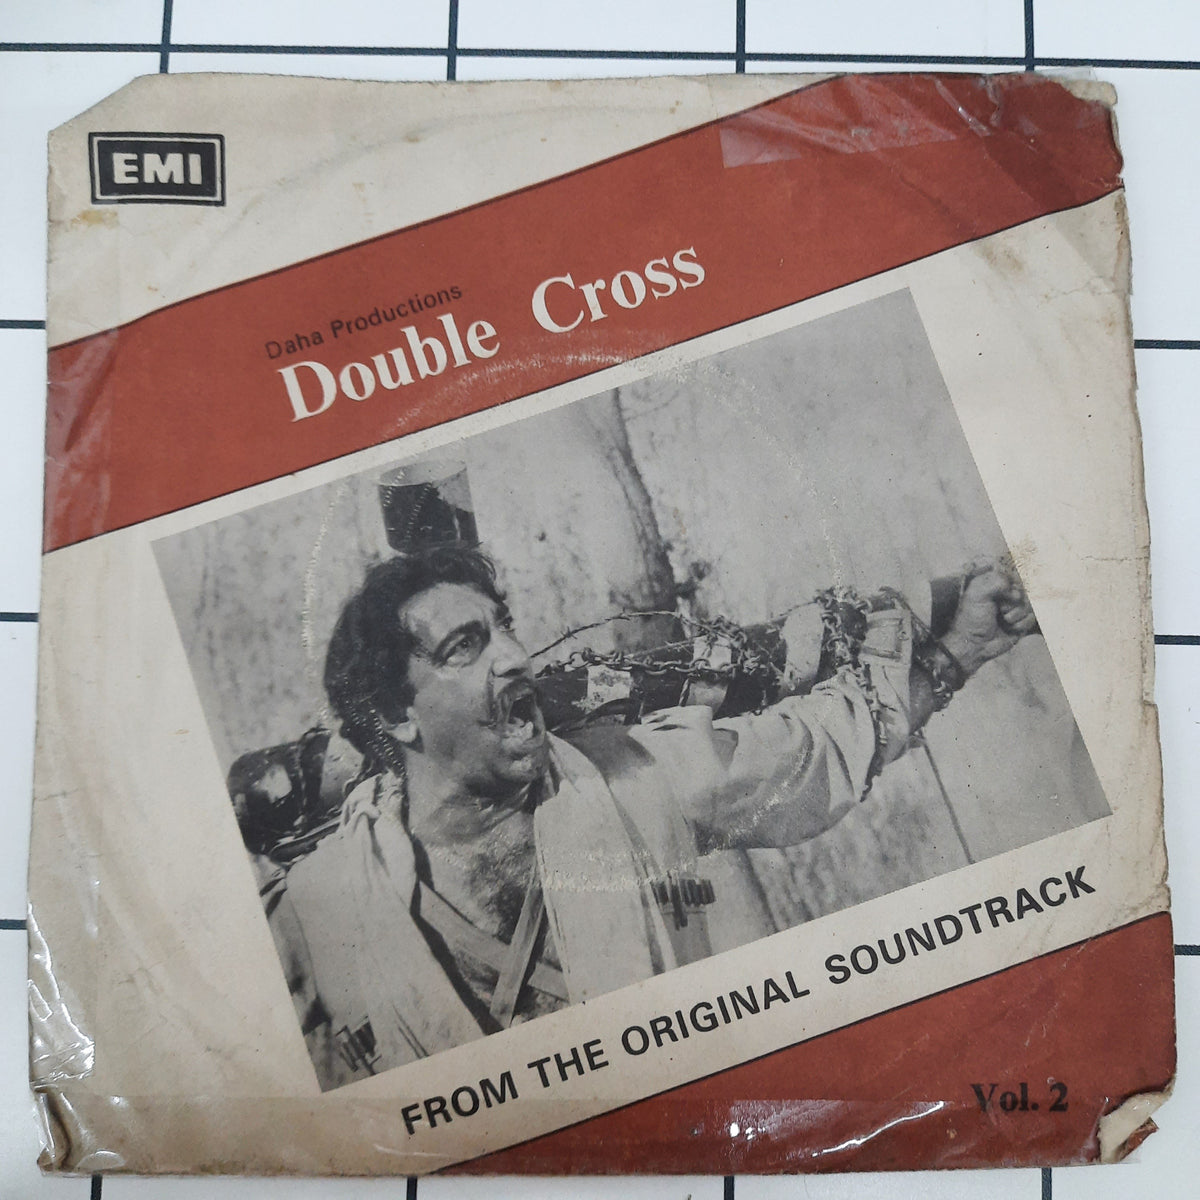 EMI
Daha Productions
Double Cross
FROM THE ORIGINAL SOUNDTRACK
Vol. 2